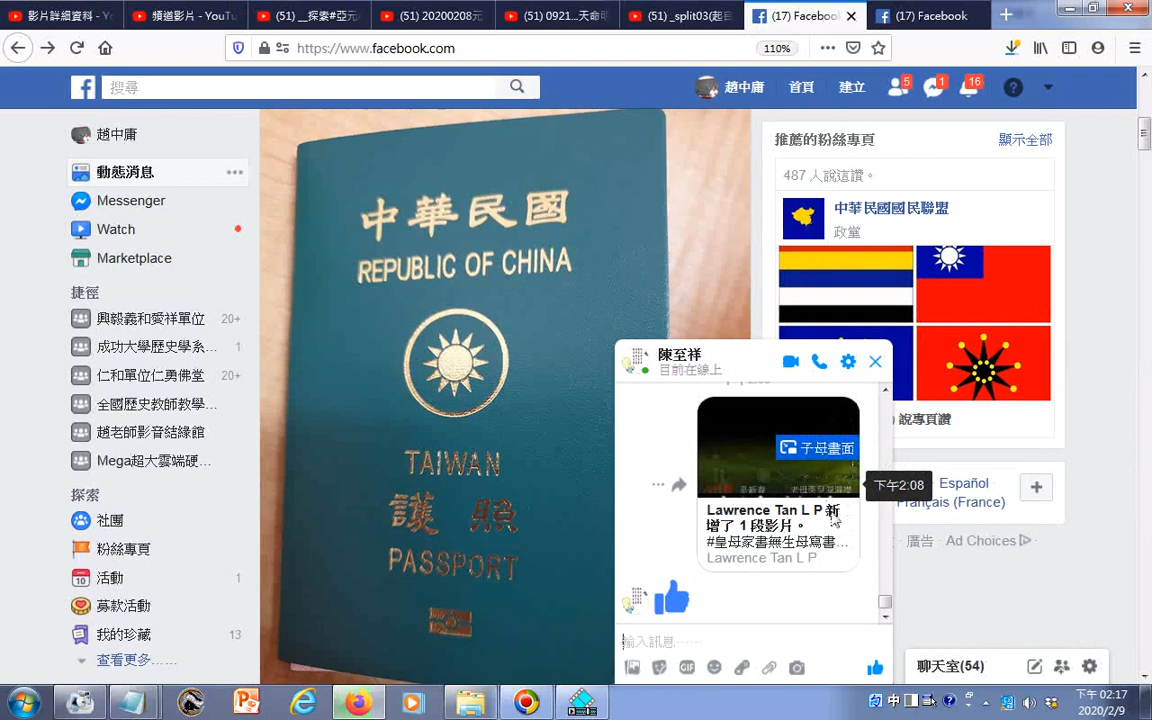 影片詳細資料 - Yo
頻道影片 - YouTu
(51) __探索#亞元
(51) 20200208元
(51) 0921...天命明
(51) _split03(起目
(17) Facebook
(17) Facebook
https://www.facebook.com
110%
搜尋
趙中庸
首頁
建立
5
1
16
趙中庸
動態消息
Messenger
Watch
Marketplace
捷徑
興毅義和愛祥單位 20+
成功大學歷史學系... 1
仁和單位仁勇佛堂 20+
全國歷史教師教學...
趙老師影音結緣館
Mega超大雲端硬...
探索
社團
粉絲專頁
活動 1
募款活動
我的珍藏 13
查看更多......
中華民國
REPUBLIC OF CHINA
TAIWAN
護照
PASSPORT
推薦的粉絲專頁 顯示全部
487 人說這讚。
中華民國國民聯盟
政黨
說專頁讚
Español
Français (France)
廣告 Ad Choices
陳至祥
目前在線上
子母畫面
下午2:08
Lawrence Tan L P 新
增了 1 段影片。
#皇母家書無生母寫書...
Lawrence Tan L P
輸入訊息......
GIF
聊天室(54)
中
下午 02:17
2020/2/9